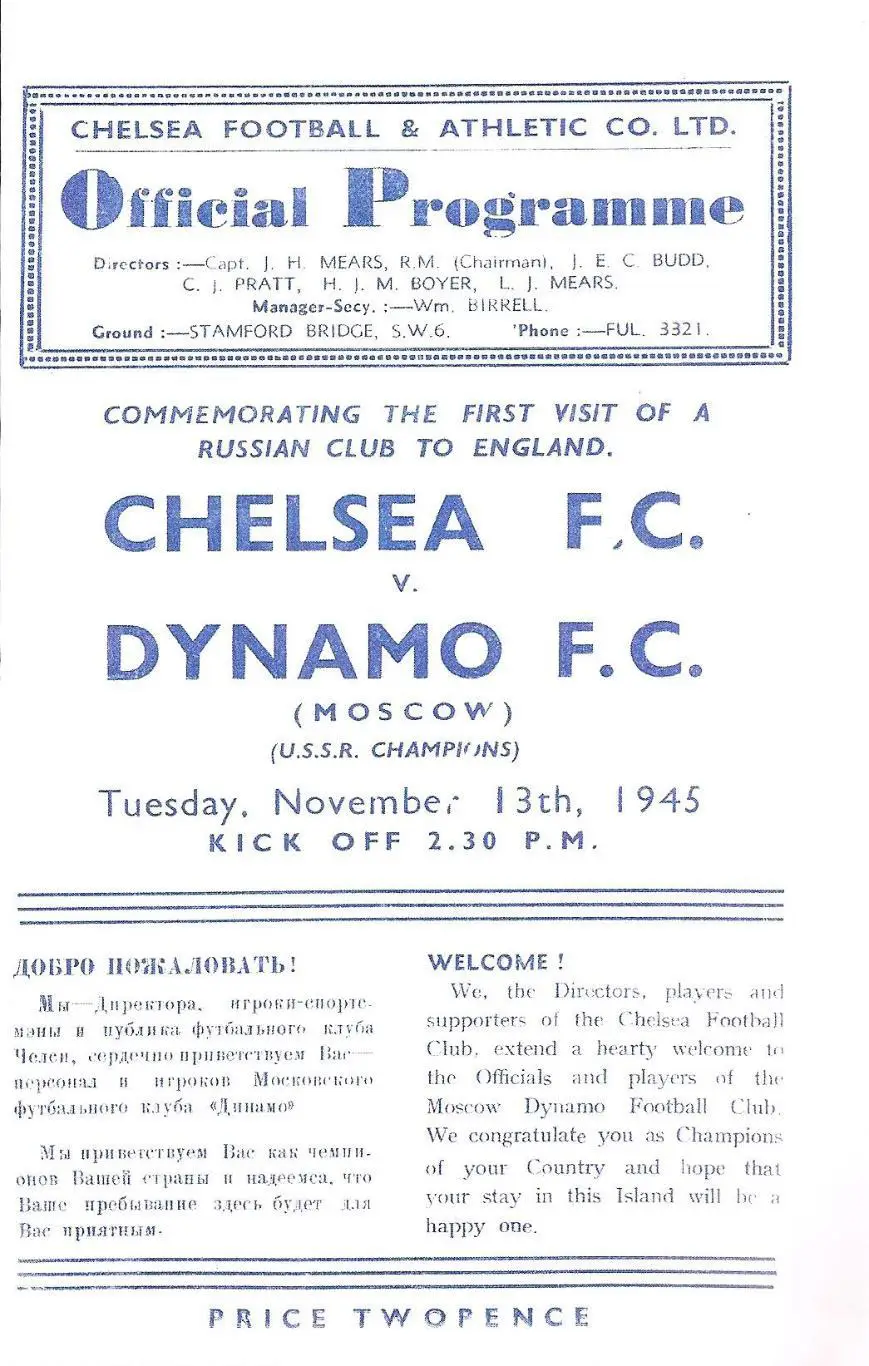 CHELSEA FOOTBALL & ATHLETIC CO. LTD.
Official Programme
Directors :—Capt. J. H. MEARS, R.M. (Chairman), J. E. C. BUDD,
C. J. PRATT, H. J. M. BOYER, L. J. MEARS.
Manager-Secy. :—Wm. BIRRELL.
Ground :—STAMFORD BRIDGE, S.W.6. 'Phone :—FUL. 3321.
COMMEMORATING THE FIRST VISIT OF A
RUSSIAN CLUB TO ENGLAND.
CHELSEA F.C.
V.
DYNAMO F.C.
(MOSCOW)
(U.S.S.R. CHAMPIONS)
Tuesday, November 13th, 1945
KICK OFF 2.30 P.M.
ДОБРО ПОЖАЛОВАТЬ!
Мы—Директора, игроки-спортс-
мэны и публика футбального клуба
Челси, сердечно приветствуем Вас—
персонал и игроков Московского
футбального клуба «Динамо»
Мы приветствуем Вас как чемпи-
онов Вашей страны и надеемса, что
Ваше пребывание здесь будет для
Вас приятным.
WELCOME !
We, the Directors, players and
supporters of the Chelsea Football
Club, extend a hearty welcome to
the Officials and players of the
Moscow Dynamo Football Club.
We congratulate you as Champions
of your Country and hope that
your stay in this Island will be a
happy one.
PRICE TWOPENCE